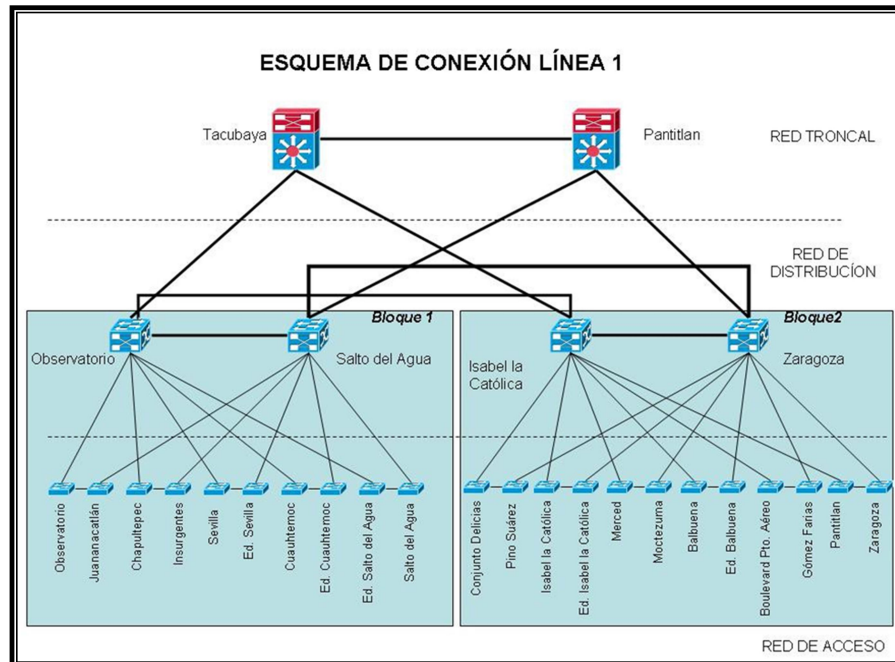 ESQUEMA DE CONEXIÓN LÍNEA 1
Tacubaya
Pantitlan
RED TRONCAL
RED DE
DISTRIBUCÍON
Bloque 1
Bloque2
Observatorio
Salto del Agua
Isabel la
Católica
Zaragoza
Observatorio
Juananacatlán
Chapultepec
Insurgentes
Sevilla
Ed. Sevilla
Cuauhtemoc
Ed. Cuauhtemoc
Ed. Salto del Agua
Salto del Agua
Conjunto Delicias
Pino Suárez
Isabel la Católica
Ed. Isabel la Católica
Merced
Moctezuma
Balbuena
Ed. Balbuena
Boulevard Pto. Aéreo
Gómez Farias
Pantitlan
Zaragoza
RED DE ACCESO